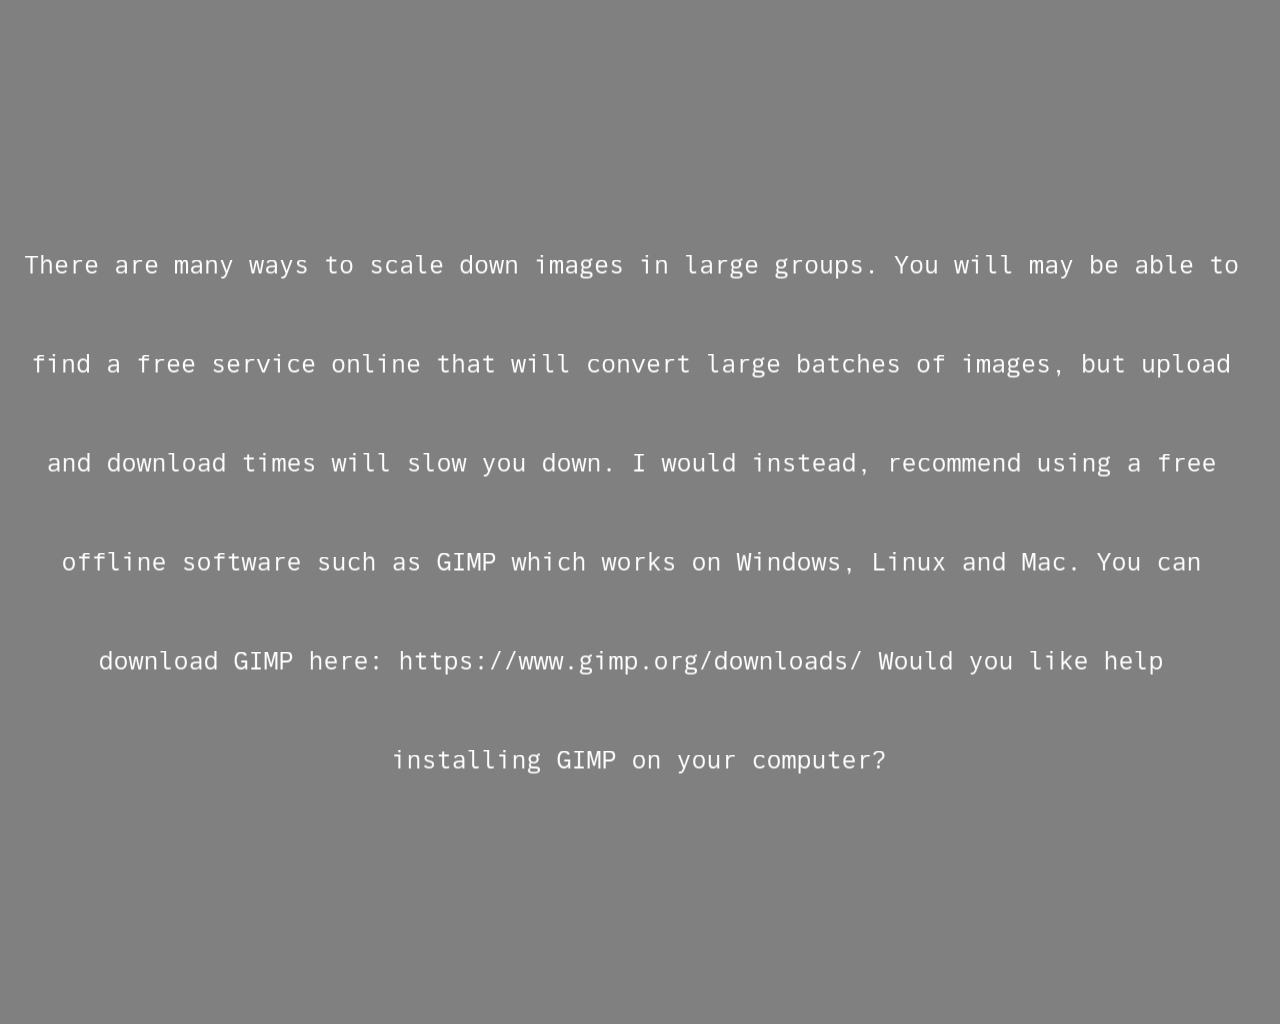 There are many ways to scale down images in large groups. You will may be able to
find a free service online that will convert large batches of images, but upload
and download times will slow you down. I would instead, recommend using a free
offline software such as GIMP which works on Windows, Linux and Mac. You can
download GIMP here: https://www.gimp.org/downloads/ Would you like help
installing GIMP on your computer?